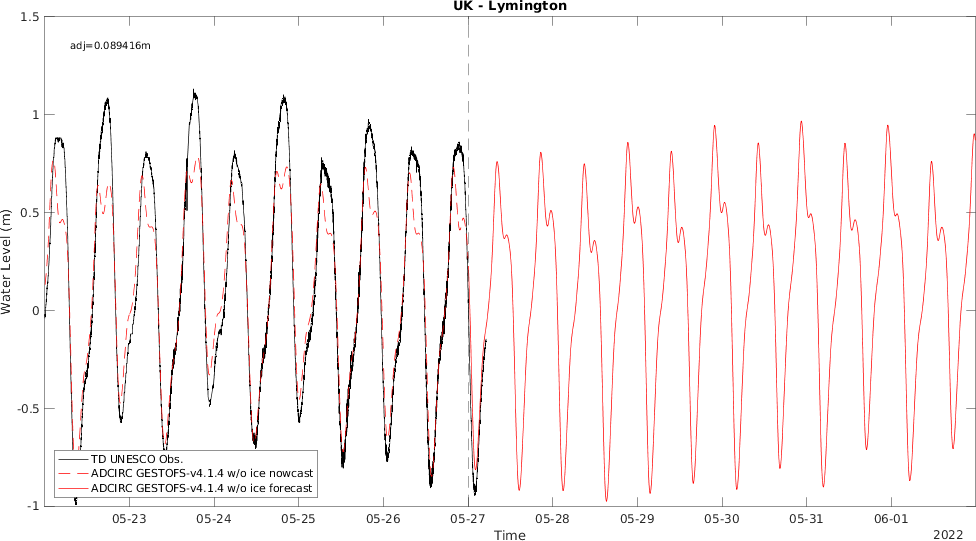 UK - Lymington
adj=0.089416m
1.5
1
0.5
0
-0.5
-1
Water Level (m)
TD UNESCO Obs.
ADCIRC GESTOFS-v4.1.4 w/o ice nowcast
ADCIRC GESTOFS-v4.1.4 w/o ice forecast
05-23 05-24 05-25 05-26 05-27 05-28 05-29 05-30 05-31 06-01
Time
2022